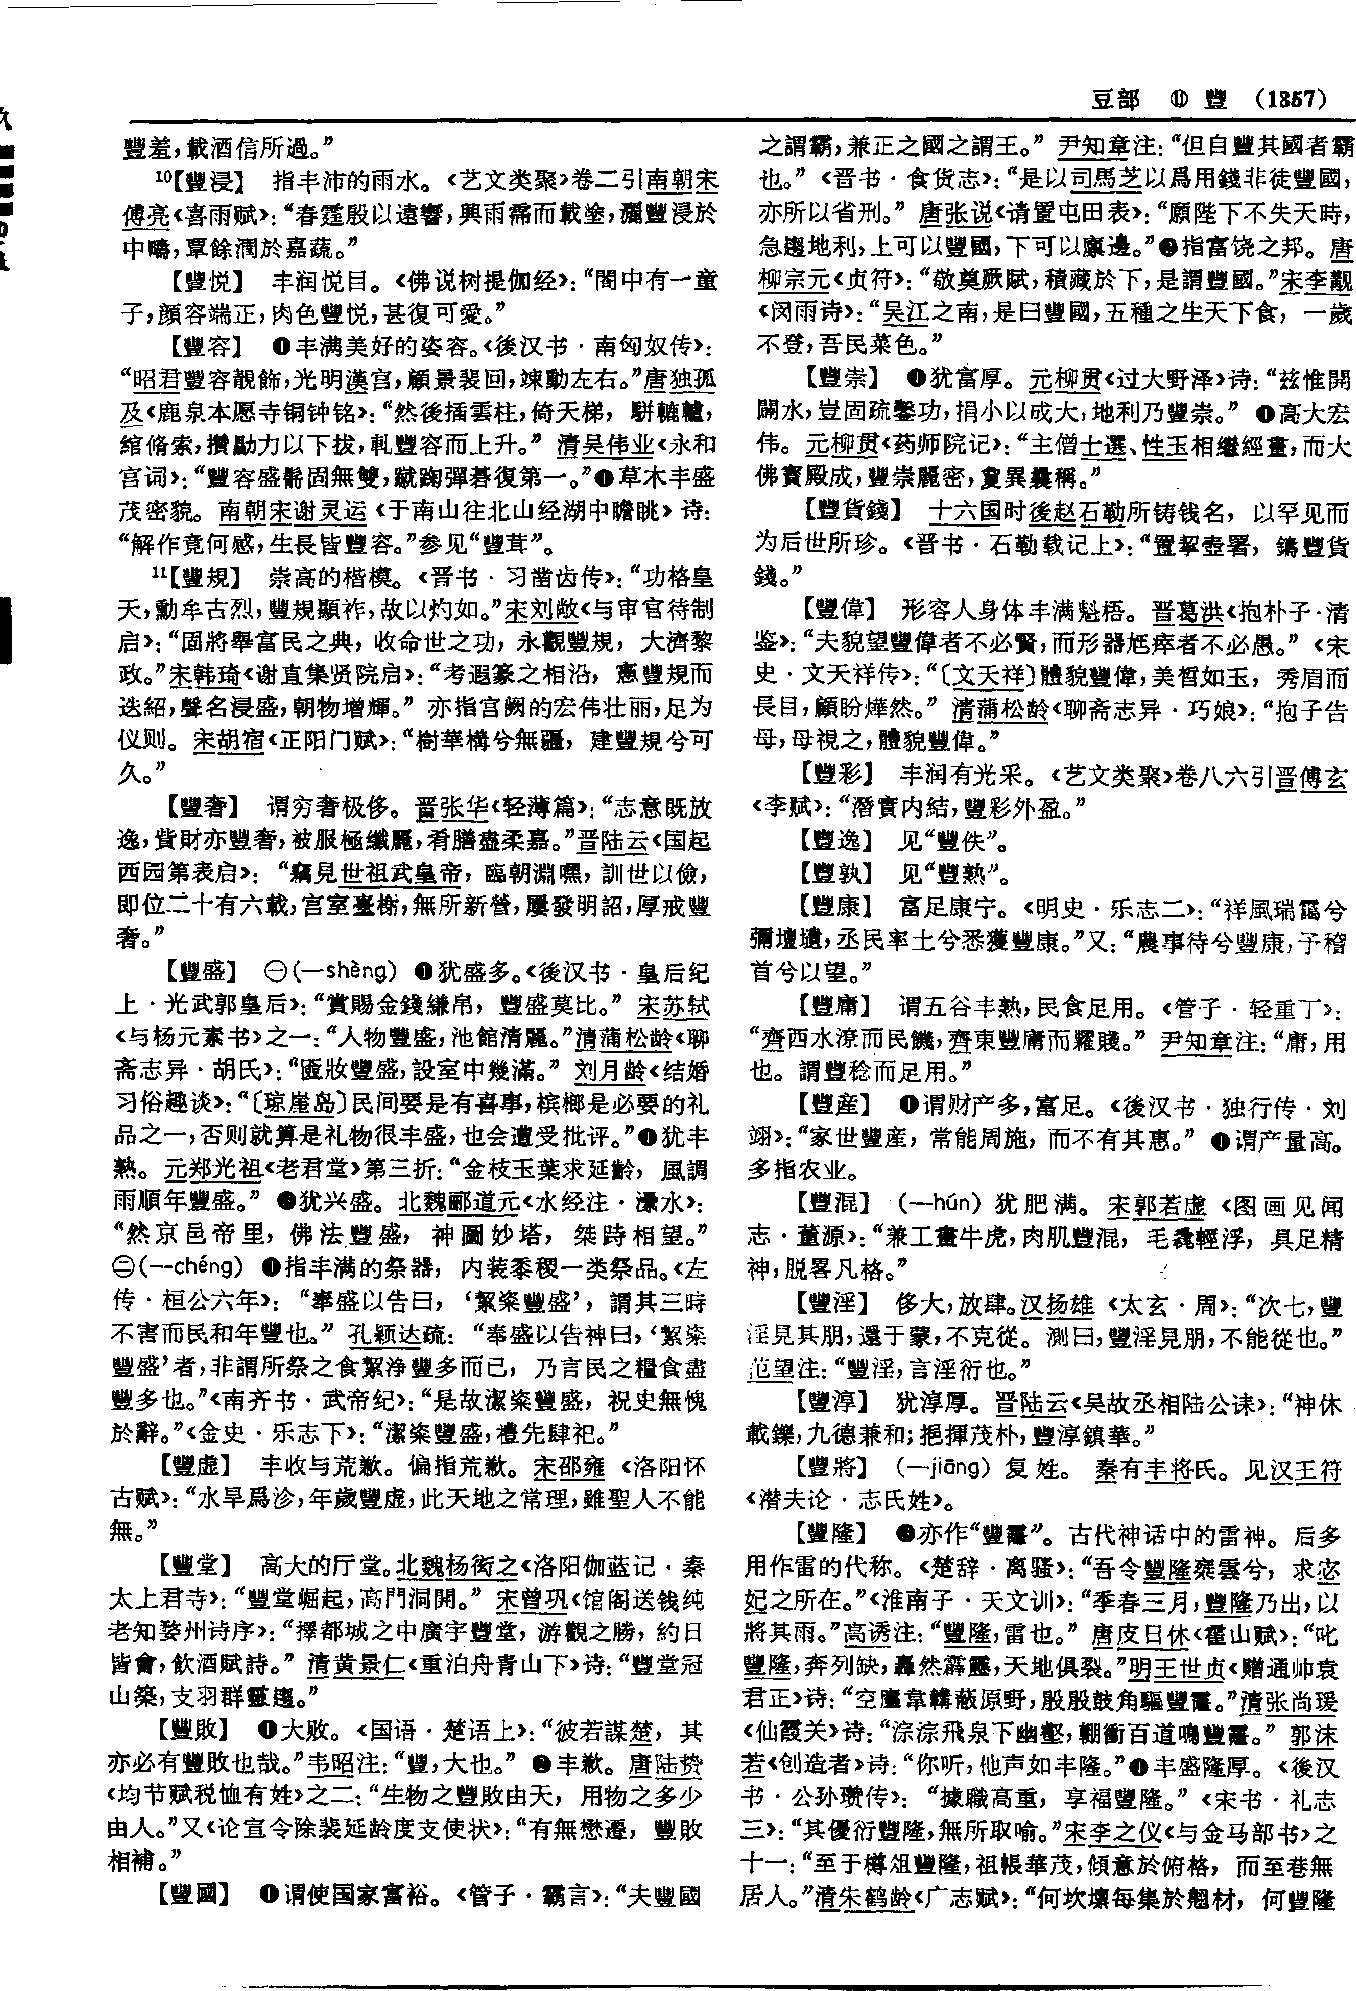 豆部 ⑪ 豐 (1357)
豐羞，載酒信所過。”
10【豐浸】 指丰沛的雨水。《艺文类聚》卷二引南朝宋
傅亮《喜雨赋》：“春霆殷以遠響，興雨霈而載塗，灑豐浸於
中疇，覃餘潤於嘉蔬。”
【豐悦】 丰润悦目。《佛说树提伽经》：“閤中有一童
子，顔容端正，肉色豐悦，甚復可愛。”
【豐容】 ❶丰满美好的姿容。《後汉书·南匈奴传》：
“昭君豐容靚飾，光明漢宫，顧景裴回，竦動左右。”唐独孤
及《鹿泉本愿寺铜钟铭》：“然後插雲柱，倚天梯，駢轆轤，
綰脩索，攢勵力以下拔，軋豐容而上升。” 清吴伟业《永和
宫词》：“豐容盛鬋固無雙，蹴踘彈碁復第一。”❷草木丰盛
茂密貌。南朝宋谢灵运《于南山往北山经湖中瞻眺》诗：
“解作竟何感，生長皆豐容。”参见“豐茸”。
11【豐規】 崇高的楷模。《晋书·习凿齿传》：“功格皇
天，勳牟古烈，豐規顯祚，故以灼如。”宋刘敞《与审官待制
启》：“固將舉富民之典，收命世之功，永觀豐規，大濟黎
政。”宋韩琦《谢直集贤院启》：“考遐篆之相沿，憲豐規而
迭紹，聲名浸盛，朝物增輝。” 亦指宫阙的宏伟壮丽，足为
仪则。宋胡宿《正阳门赋》：“樹華構兮無疆，建豐規兮可
久。”
【豐奢】 谓穷奢极侈。晋张华《轻薄篇》：“志意既放
逸，貲財亦豐奢，被服極纖麗，肴膳盡柔嘉。”晋陆云《国起
西园第表启》：“竊見世祖武皇帝，臨朝淵嘿，訓世以儉，
即位二十有六載，宫室臺榭，無所新營，屢發明詔，厚戒豐
奢。”
【豐盛】 ㊀(—shèng) ❶犹盛多。《後汉书·皇后纪
上·光武郭皇后》：“賞賜金錢縑帛，豐盛莫比。” 宋苏轼
《与杨元素书》之一：“人物豐盛，池館清麗。”清蒲松龄《聊
斋志异·胡氏》：“匳妝豐盛，設室中幾滿。” 刘月龄《结婚
习俗趣谈》：“〔琼崖岛〕民间要是有喜事，槟榔是必要的礼
品之一，否则就算是礼物很丰盛，也会遭受批评。”❷犹丰
熟。元郑光祖《老君堂》第三折：“金枝玉葉求延齡，風調
雨順年豐盛。” ❸犹兴盛。北魏郦道元《水经注·㶟水》：
“然京邑帝里，佛法豐盛，神圖妙塔，桀跱相望。”
㊁(—chéng) ❶指丰满的祭器，内装黍稷一类祭品。《左
传·桓公六年》：“奉盛以告曰，‘絜粢豐盛’，謂其三時
不害而民和年豐也。” 孔颖达疏：“奉盛以告神曰，‘絜粢
豐盛’者，非謂所祭之食絜净豐多而已，乃言民之糧食盡
豐多也。”《南齐书·武帝纪》：“是故潔粢豐盛，祝史無愧
於辭。”《金史·乐志下》：“潔粢豐盛，禮先肆祀。”
【豐虚】 丰收与荒歉。偏指荒歉。宋邵雍《洛阳怀
古赋》：“水旱爲沴，年歲豐虚，此天地之常理，雖聖人不能
無。”
【豐堂】 高大的厅堂。北魏杨衒之《洛阳伽蓝记·秦
太上君寺》：“豐堂崛起，高門洞開。” 宋曾巩《馆阁送钱纯
老知婺州诗序》：“擇都城之中廣宇豐堂，游觀之勝，約日
皆會，飲酒賦詩。” 清黄景仁《重泊舟青山下》诗：“豐堂冠
山築，支羽群靈趨。”
【豐敗】 ❶大败。《国语·楚语上》：“彼若謀楚，其
亦必有豐敗也哉。”韦昭注：“豐，大也。” ❷丰歉。唐陆贽
《均节赋税恤百姓》之二：“生物之豐敗由天，用物之多少
由人。”又《论宣令除裴延龄度支使状》：“有無懋遷，豐敗
相補。”
【豐國】 ❶谓使国家富裕。《管子·霸言》：“夫豐國
之謂霸，兼正之國之謂王。” 尹知章注：“但自豐其國者霸
也。”《晋书·食货志》：“是以司馬芝以爲用錢非徒豐國，
亦所以省刑。” 唐张说《请置屯田表》：“願陛下不失天時，
急趨地利，上可以豐國，下可以廪邊。”❷指富饶之邦。唐
柳宗元《贞符》：“敬奠厥賦，積藏於下，是謂豐國。”宋李觏
《闵雨诗》：“吴江之南，是曰豐國，五種之生天下食，一歲
不登，吾民菜色。”
【豐崇】 ❶犹富厚。元柳贯《过大野泽》诗：“兹惟開
闢水，豈固疏鑿功，捐小以成大，地利乃豐崇。” ❷高大宏
伟。元柳贯《药师院记》：“主僧士選、性玉相繼經畫，而大
佛寶殿成，豐崇麗密，敻異曩稱。”
【豐貨錢】 十六国时後赵石勒所铸钱名，以罕见而
为后世所珍。《晋书·石勒载记上》：“置挈壺署，鑄豐貨
錢。”
【豐偉】 形容人身体丰满魁梧。晋葛洪《抱朴子·清
鉴》：“夫貌望豐偉者不必賢，而形器尪瘁者不必愚。”《宋
史·文天祥传》：“〔文天祥〕體貌豐偉，美晳如玉，秀眉而
長目，顧盼燁然。” 清蒲松龄《聊斋志异·巧娘》：“抱子告
母，母視之，體貌豐偉。”
【豐彩】 丰润有光采。《艺文类聚》卷八六引晋傅玄
《李赋》：“潛實内結，豐彩外盈。”
【豐逸】 见“豐佚”。
【豐孰】 见“豐熟”。
【豐康】 富足康宁。《明史·乐志二》：“祥風瑞靄兮
彌壇壝，丞民率土兮悉獲豐康。”又：“農事待兮豐康，予稽
首兮以望。”
【豐庸】 谓五谷丰熟，民食足用。《管子·轻重丁》：
“齊西水潦而民饑，齊東豐庸而糶賤。” 尹知章注：“庸，用
也。謂豐稔而足用。”
【豐産】 ❶谓财产多，富足。《後汉书·独行传·刘
翊》：“家世豐産，常能周施，而不有其惠。” ❷谓产量高。
多指农业。
【豐混】 (—hún) 犹肥满。宋郭若虚《图画见闻
志·董源》：“兼工畫牛虎，肉肌豐混，毛毳輕浮，具足精
神，脱畧凡格。”
【豐淫】 侈大，放肆。汉扬雄《太玄·周》：“次七，豐
淫見其朋，還于蒙，不克從。測曰，豐淫見朋，不能從也。”
范望注：“豐淫，言淫衍也。”
【豐淳】 犹淳厚。晋陆云《吴故丞相陆公诔》：“神休
載鑠，九德兼和；挹揮茂朴，豐淳鎮華。”
【豐將】 (—jiāng) 复姓。秦有丰将氏。见汉王符
《潜夫论·志氏姓》。
【豐隆】 ❶亦作“豐霳”。古代神话中的雷神。后多
用作雷的代称。《楚辞·离骚》：“吾令豐隆椉雲兮，求宓
妃之所在。”《淮南子·天文训》：“季春三月，豐隆乃出，以
將其雨。”高诱注：“豐隆，雷也。” 唐皮日休《霍山赋》：“叱
豐隆，奔列缺，轟然霹靂，天地俱裂。”明王世贞《赠通帅袁
君正》诗：“空鷹韋韝蔽原野，殷殷鼓角驅豐霳。”清张尚瑗
《仙霞关》诗：“淙淙飛泉下幽壑，輣衝百道鳴豐霳。” 郭沫
若《创造者》诗：“你听，他声如丰隆。”❷丰盛隆厚。《後汉
书·公孙瓒传》：“據職高重，享福豐隆。”《宋书·礼志
三》：“其優衍豐隆，無所取喻。”宋李之仪《与金马部书》之
十一：“至于樽俎豐隆，祖帳華茂，傾意於俯格，而至巷無
居人。”清朱鹤龄《广志赋》：“何坎壈每集於翹材，何豐隆